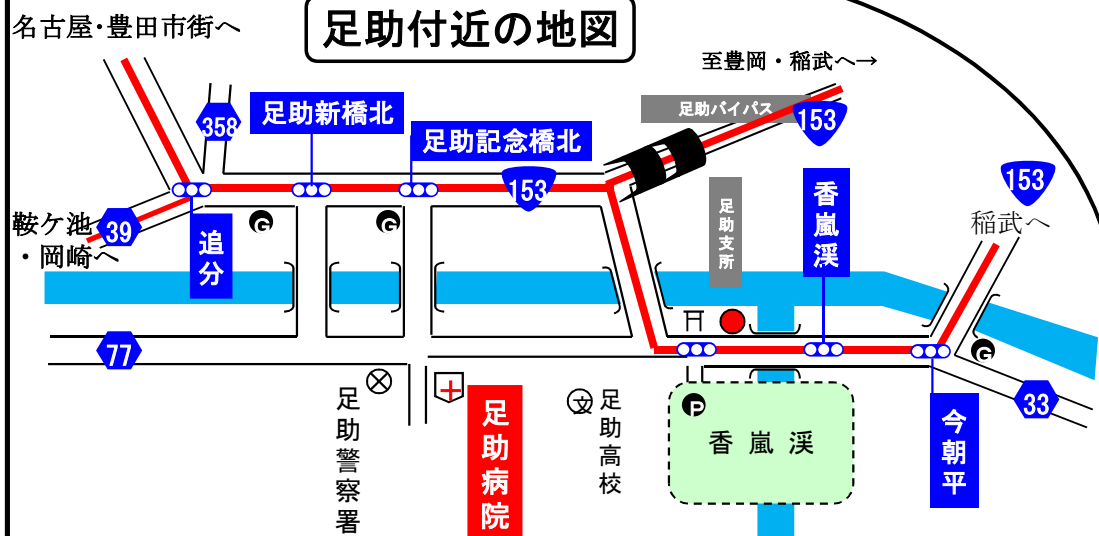 足助付近の地図
名古屋・豊田市街へ
至豊岡・稲武へ→
足助バイパス
153
358
足助新橋北
足助記念橋北
153
153
稲武へ
香嵐渓
足助支所
鞍ケ池
・岡崎へ
39
追分
G
G
77
G
33
足助警察署
足助病院
文
足助高校
P
香嵐渓
今朝平